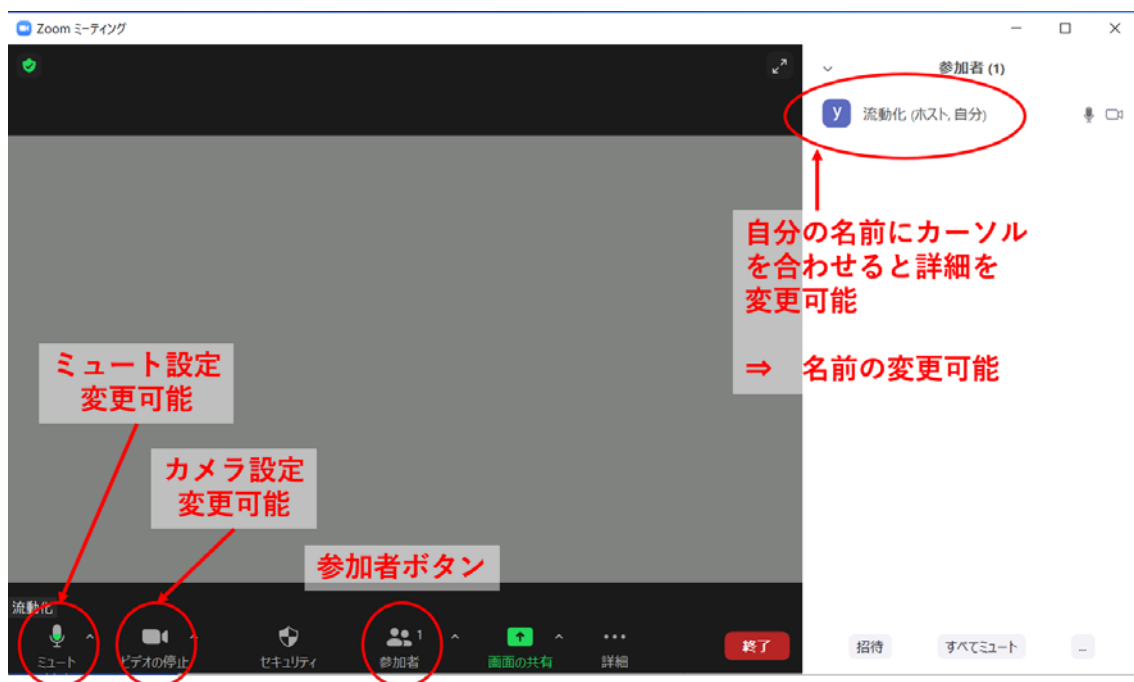 Zoom ミーティング
参加者 (1)
y 流動化 (ホスト, 自分)
自分の名前にカーソル
を合わせると詳細を
変更可能
⇒ 名前の変更可能
ミュート設定
変更可能
カメラ設定
変更可能
参加者ボタン
流動化
1
ミュート ビデオの停止 セキュリティ 参加者 画面の共有 詳細 終了
招待 すべてミュート ...